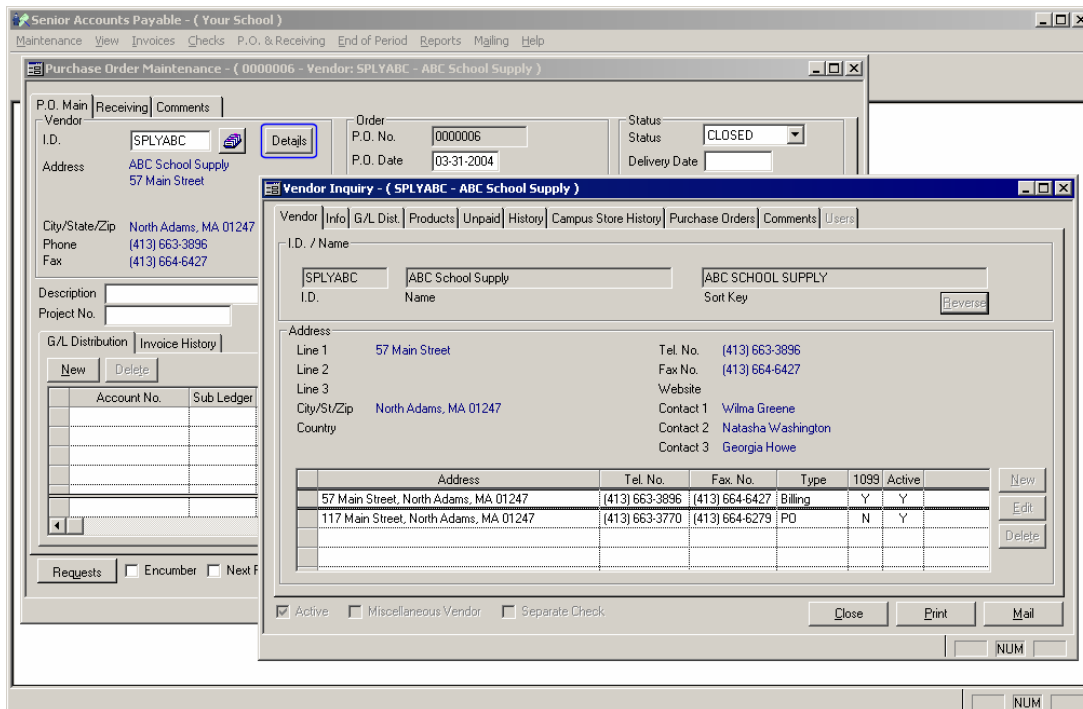 Senior Accounts Payable - ( Your School )
Maintenance View Invoices Checks P.O. & Receiving End of Period Reports Mailing Help
Purchase Order Maintenance - ( 0000006 - Vendor: SPLYABC - ABC School Supply )
P.O. Main Receiving Comments
Vendor Order Status
I.D. SPLYABC Details P.O. No. 0000006 Status CLOSED
Address ABC School Supply P.O. Date 03-31-2004 Delivery Date
57 Main Street
City/State/Zip North Adams, MA 01247
Phone (413) 663-3896
Fax (413) 664-6427
Description
Project No.
G/L Distribution Invoice History
New Delete
Account No. Sub Ledger
Requests Encumber Next
Vendor Inquiry - ( SPLYABC - ABC School Supply )
Vendor Info G/L Dist. Products Unpaid History Campus Store History Purchase Orders Comments Users
I.D. / Name
SPLYABC ABC School Supply ABC SCHOOL SUPPLY
I.D. Name Sort Key Reverse
Address
Line 1 57 Main Street Tel. No. (413) 663-3896
Line 2 Fax No. (413) 664-6427
Line 3 Website
City/St/Zip North Adams, MA 01247 Contact 1 Wilma Greene
Country Contact 2 Natasha Washington
Contact 3 Georgia Howe
Address Tel. No. Fax. No. Type 1099 Active New
57 Main Street, North Adams, MA 01247 (413) 663-3896 (413) 664-6427 Billing Y Y Edit
117 Main Street, North Adams, MA 01247 (413) 663-3770 (413) 664-6279 PO N Y
Delete
Active Miscellaneous Vendor Separate Check Close Print Mail
NUM
NUM